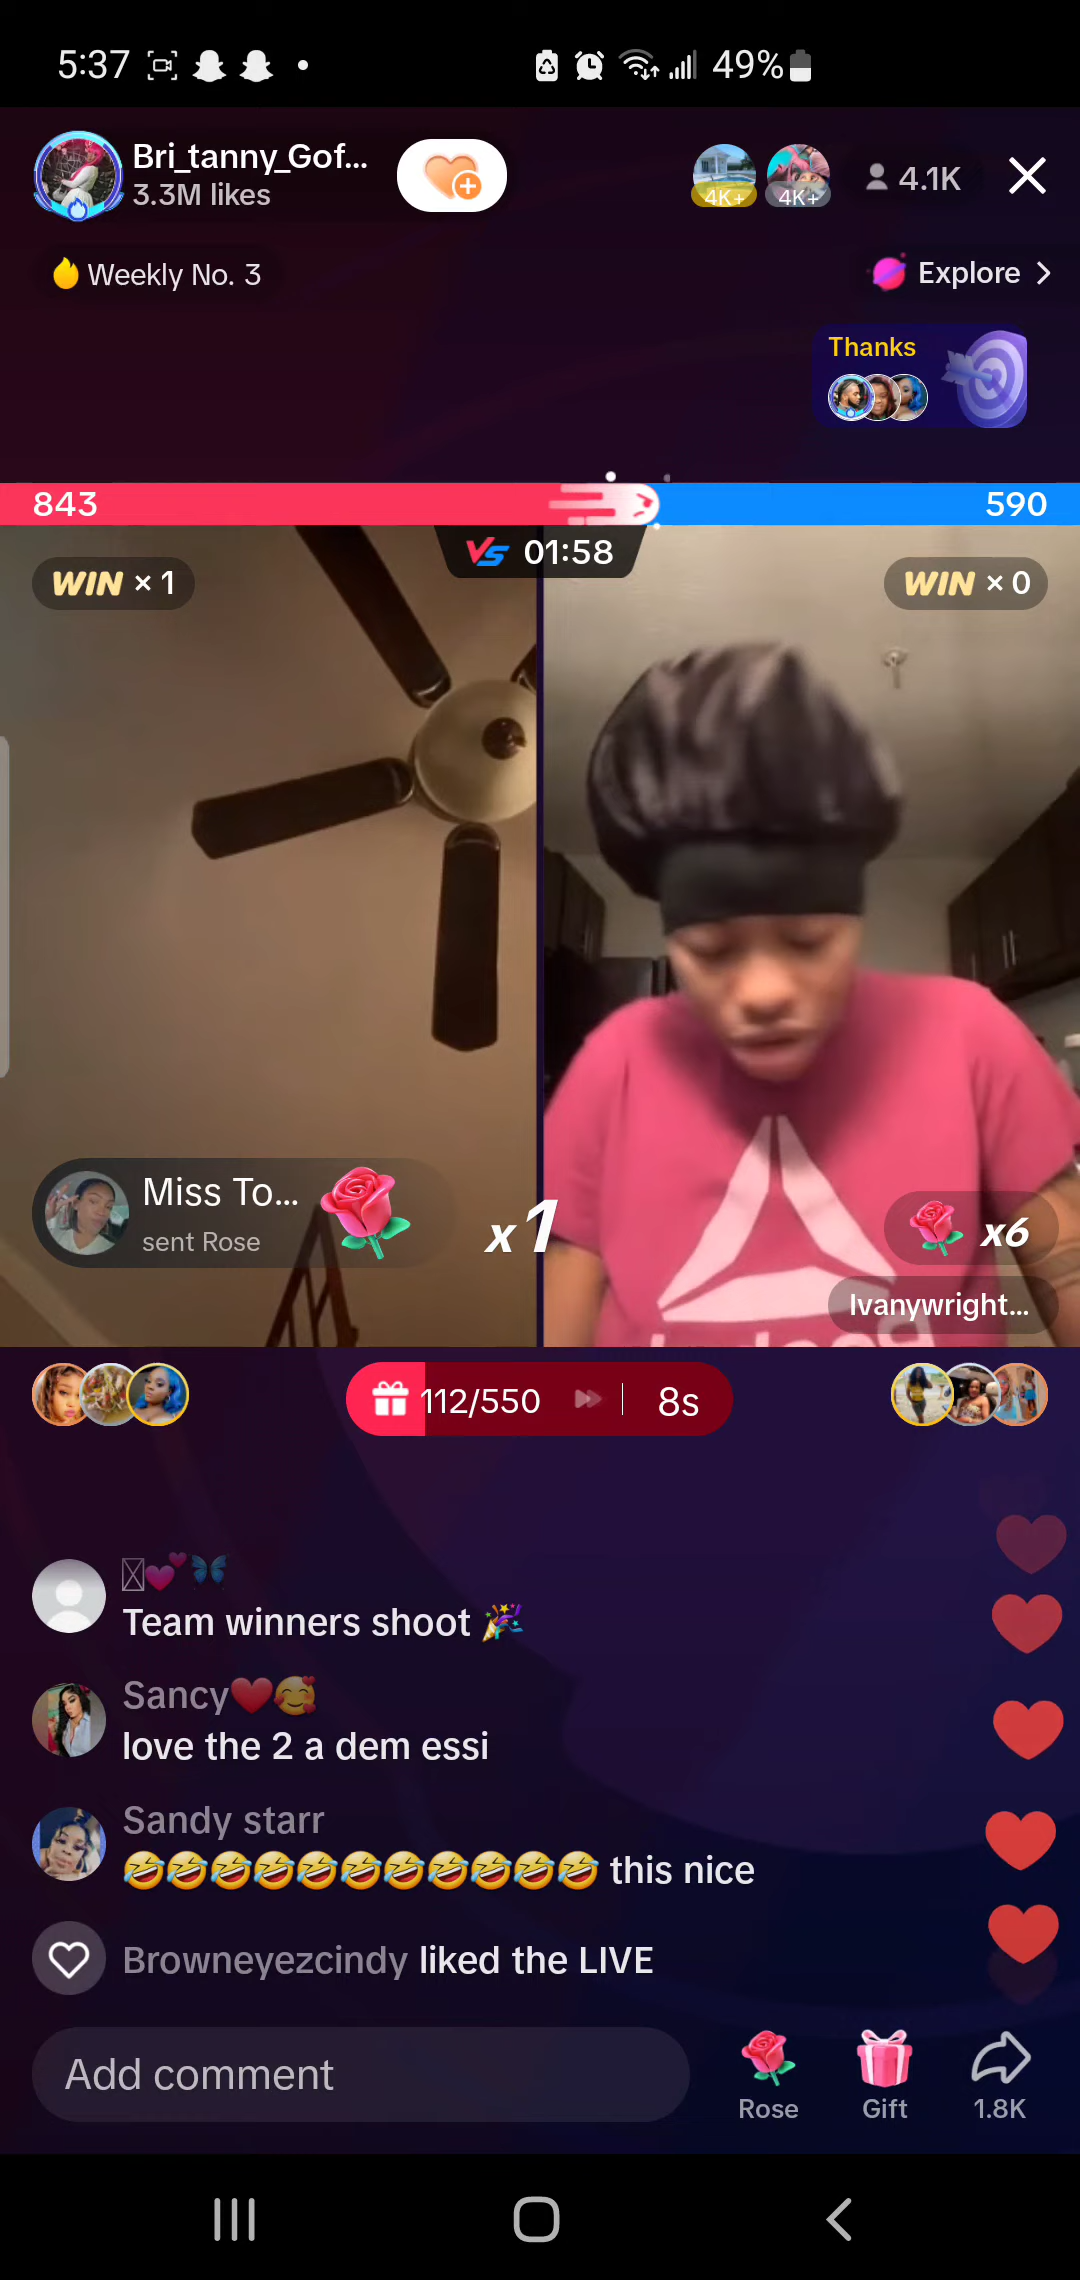 5:37
49%
Bri_tanny_Gof...
3.3M likes
4K+
4K+
4.1K
Weekly No. 3
Explore
Thanks
843
590
VS 01:58
WIN × 1
WIN × 0
Miss To...
sent Rose
x1
x6
Ivanywright...
112/550
8s
Team winners shoot 🎉
Sancy❤️🥰
love the 2 a dem essi
Sandy starr
🤣🤣🤣🤣🤣🤣🤣🤣🤣🤣🤣 this nice
Browneyezcindy liked the LIVE
Add comment
Rose
Gift
1.8K